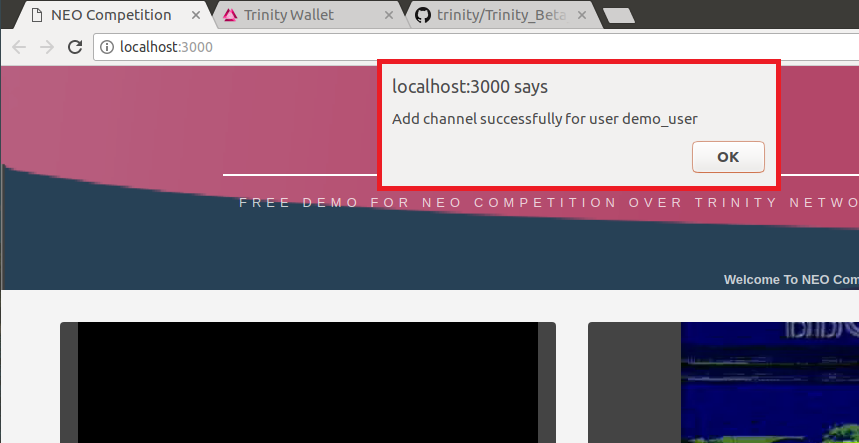 NEO Competition
Trinity Wallet
trinity/Trinity_Beta
localhost:3000
localhost:3000 says
Add channel successfully for user demo_user
OK
FREE DEMO FOR NEO COMPETITION OVER TRINITY NETWO
Welcome To NEO Com